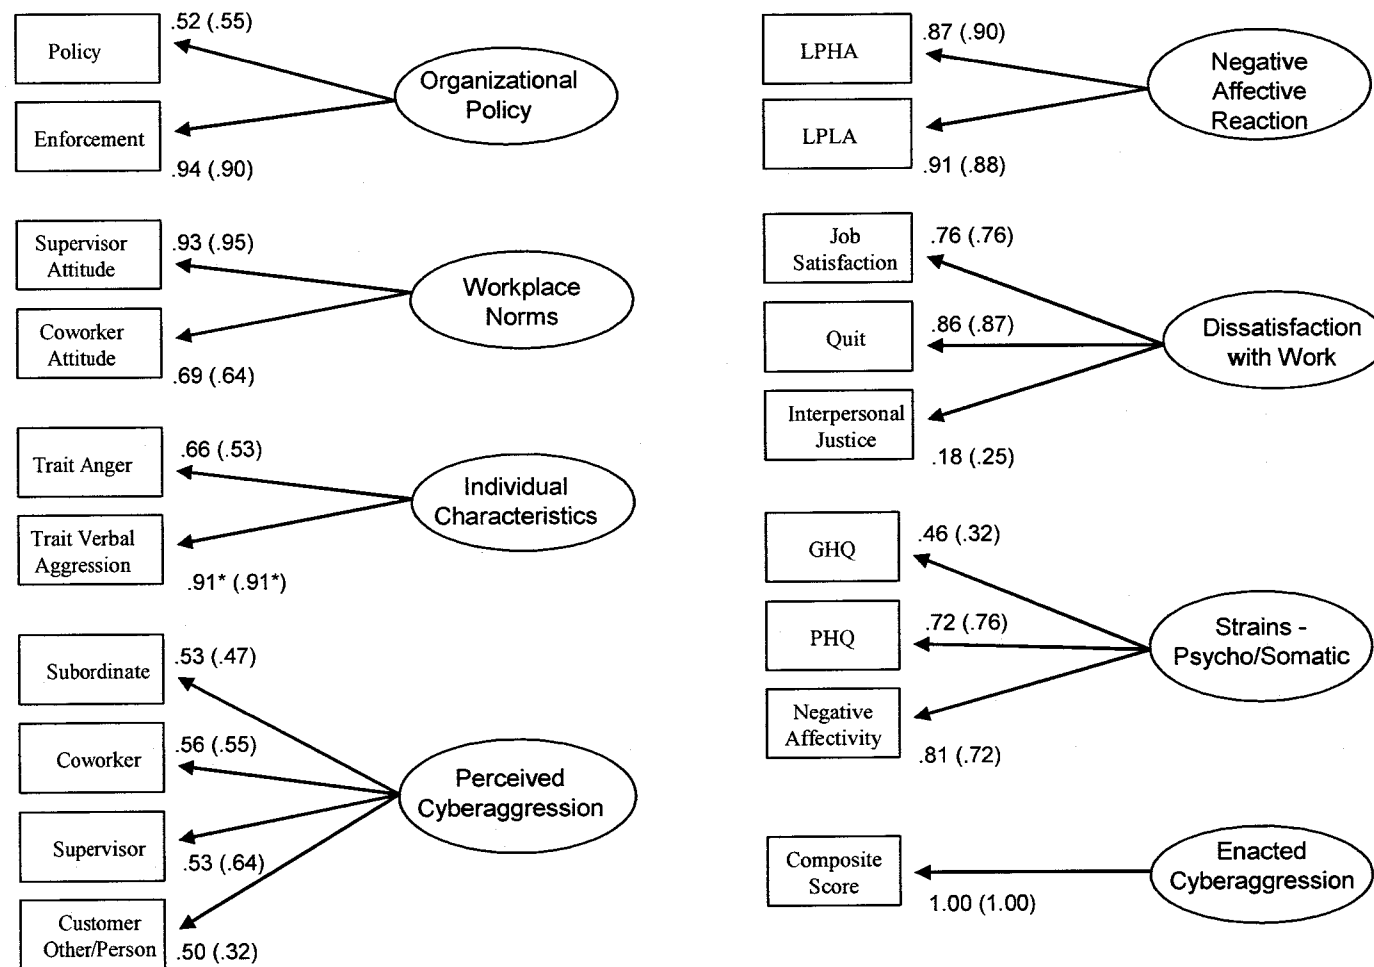 .52 (.55)
Policy
Organizational
Policy
Enforcement
.94 (.90)
Supervisor
Attitude
.93 (.95)
Workplace
Norms
Coworker
Attitude
.69 (.64)
Trait Anger
.66 (.53)
Individual
Characteristics
Trait Verbal
Aggression
.91* (.91*)
Subordinate
.53 (.47)
Coworker
.56 (.55)
Perceived
Cyberaggression
Supervisor
.53 (.64)
Customer
Other/Person
.50 (.32)
LPHA
.87 (.90)
Negative
Affective
Reaction
LPLA
.91 (.88)
Job
Satisfaction
.76 (.76)
Quit
.86 (.87)
Dissatisfaction
with Work
Interpersonal
Justice
.18 (.25)
GHQ
.46 (.32)
PHQ
.72 (.76)
Strains -
Psycho/Somatic
Negative
Affectivity
.81 (.72)
Composite
Score
Enacted
Cyberaggression
1.00 (1.00)